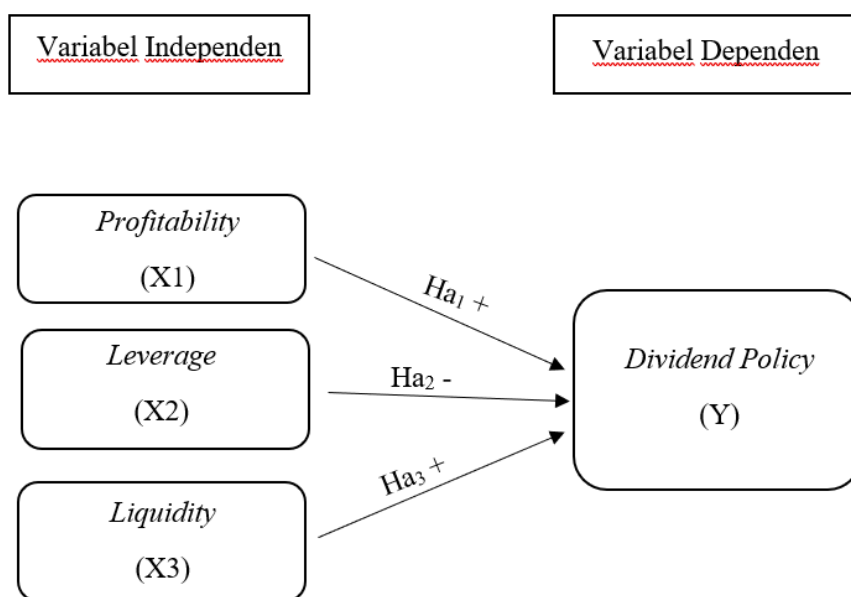 Variabel Independen
Variabel Dependen
Profitability
(X1)
Ha₁ +
Leverage
(X2)
Ha₂ -
Dividend Policy
(Y)
Liquidity
(X3)
Ha₃ +